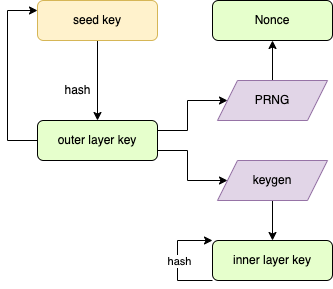 seed key
Nonce
hash
PRNG
outer layer key
keygen
hash
inner layer key